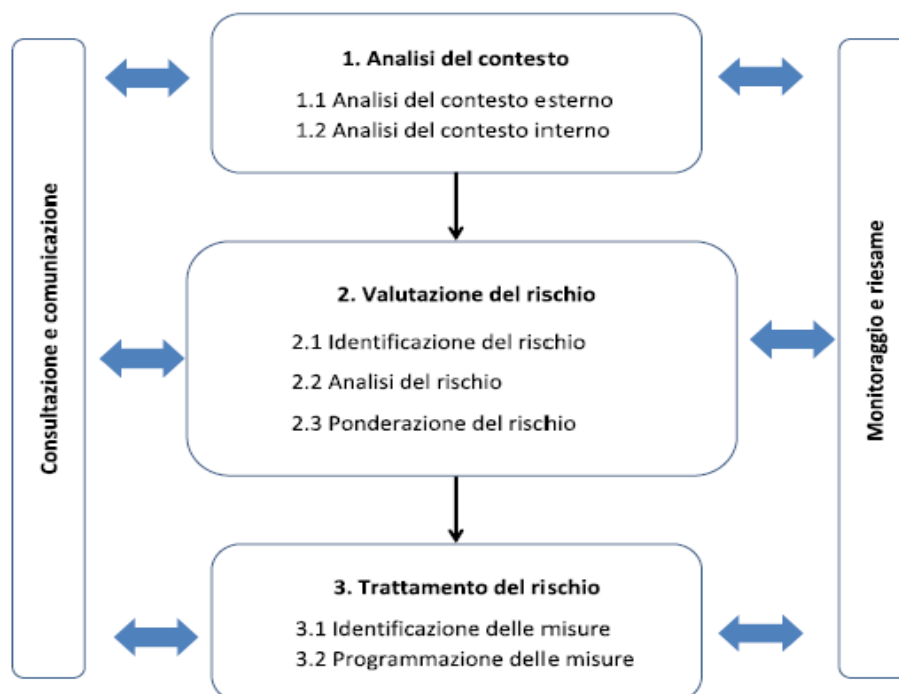 Consultazione e comunicazione
1. Analisi del contesto
1.1 Analisi del contesto esterno
1.2 Analisi del contesto interno
2. Valutazione del rischio
2.1 Identificazione del rischio
2.2 Analisi del rischio
2.3 Ponderazione del rischio
3. Trattamento del rischio
3.1 Identificazione delle misure
3.2 Programmazione delle misure
Monitoraggio e riesame